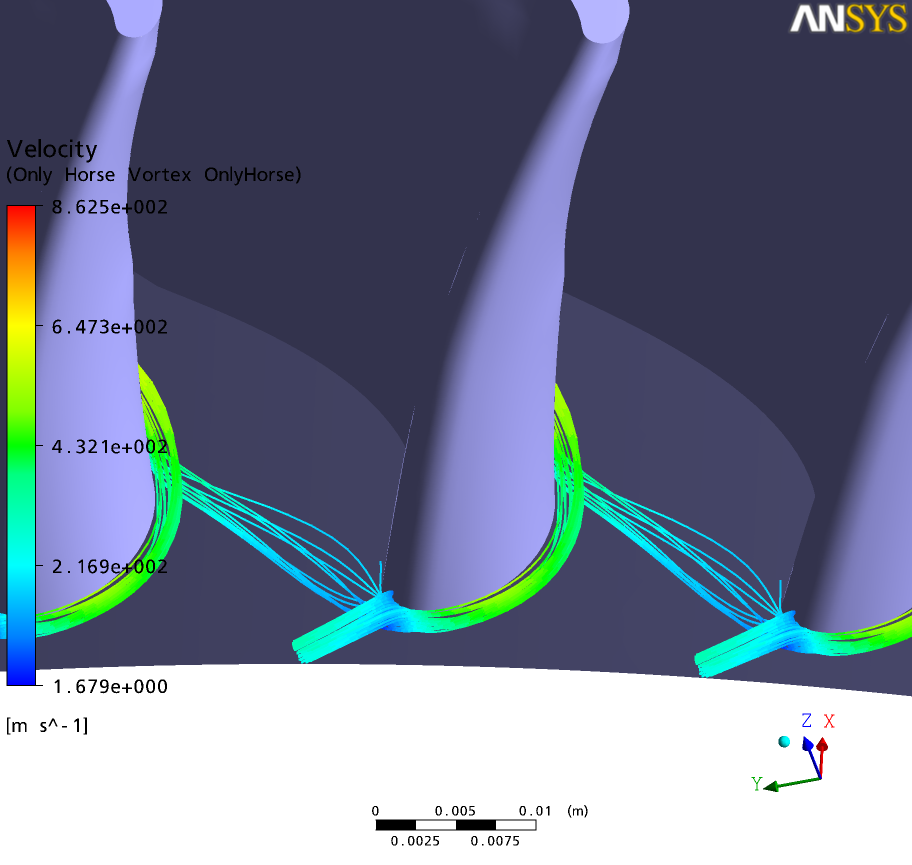 ANSYS
Velocity
(Only Horse Vortex OnlyHorse)
8.625e+002
6.473e+002
4.321e+002
2.169e+002
1.679e+000
[m s^-1]
Z X
Y
0 0.005 0.01 (m)
0.0025 0.0075